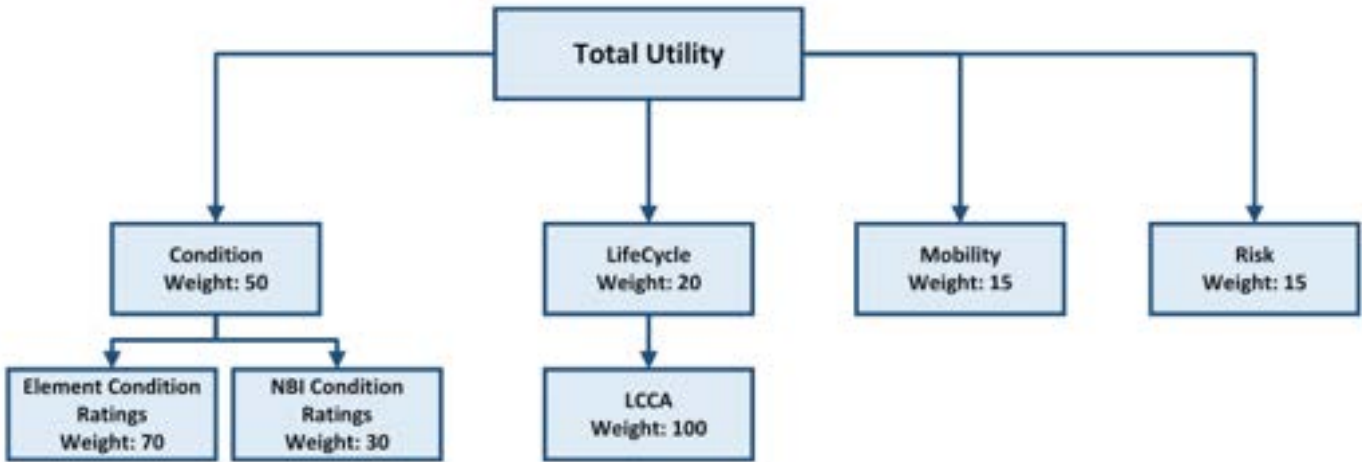 Total Utility
Condition
Weight: 50
LifeCycle
Weight: 20
Mobility
Weight: 15
Risk
Weight: 15
Element Condition
Ratings
Weight: 70
NBI Condition
Ratings
Weight: 30
LCCA
Weight: 100